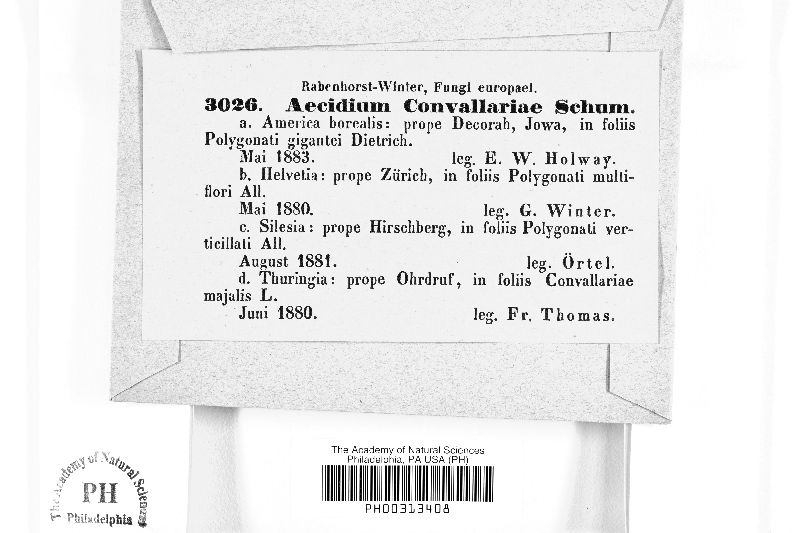 Rabenhorst-Winter, Fungi europaei.
3026. Aecidium Convallariae Schum.
a. America borealis: prope Decorah, Jowa, in foliis
Polygonati gigantei Dietrich.
Mai 1883. leg. E. W. Holway.
b. Helvetia: prope Zürich, in foliis Polygonati multi-
flori All.
Mai 1880. leg. G. Winter.
c. Silesia: prope Hirschberg, in foliis Polygonati ver-
ticillati All.
August 1881. leg. Örtel.
d. Thuringia: prope Ohrdruf, in foliis Convallariae
majalis L.
Juni 1880. leg. Fr. Thomas.
The Academy of Natural Sciences
PH
Philadelphia
The Academy of Natural Sciences
Philadelphia, PA USA (PH)
PH00313408